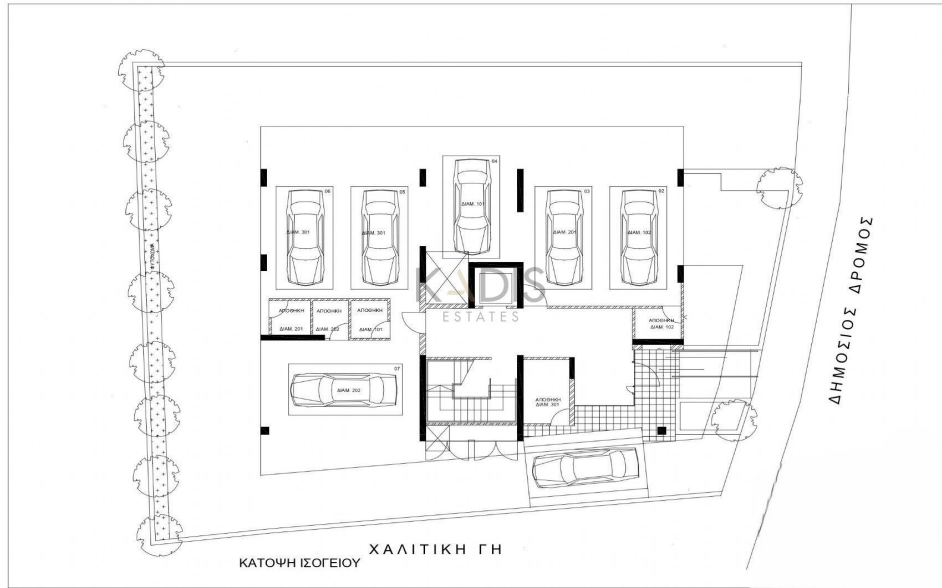 04
ΔΙΑΜ. 101
06
ΔΙΑΜ. 301
05
ΔΙΑΜ. 301
03
ΔΙΑΜ. 201
02
ΔΙΑΜ. 102
KADIS
ESTATES
ΑΠΟΘΗΚΗ
ΔΙΑΜ. 201
ΑΠΟΘΗΚΗ
ΔΙΑΜ. 202
ΑΠΟΘΗΚΗ
ΔΙΑΜ. 101
ΑΠΟΘΗΚΗ
ΔΙΑΜ. 102
07
ΔΙΑΜ. 202
ΑΠΟΘΗΚΗ
ΔΙΑΜ. 301
ΔΗΜΟΣΙΟΣ ΔΡΟΜΟΣ
ΧΑΛΙΤΙΚΗ ΓΗ
ΚΑΤΟΨΗ ΙΣΟΓΕΙΟΥ